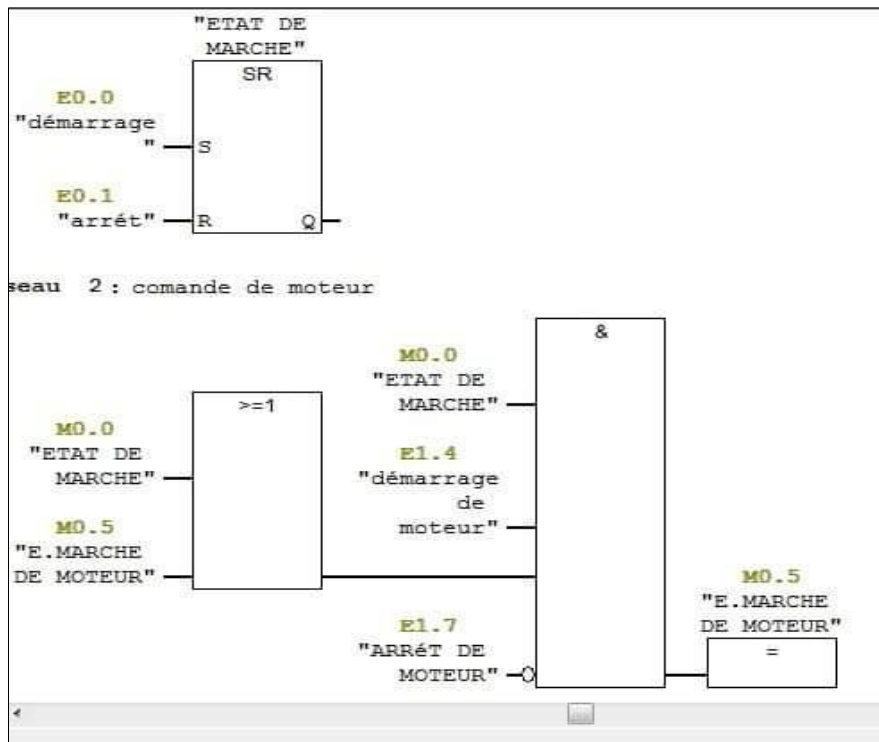 "ETAT DE
MARCHE"
SR
E0.0
"démarrage
"
S
E0.1
"arrét"
R
Q
seau 2 : comande de moteur
&
M0.0
"ETAT DE
MARCHE"
>=1
M0.0
"ETAT DE
MARCHE"
E1.4
"démarrage
de
moteur"
M0.5
"E.MARCHE
DE MOTEUR"
M0.5
"E.MARCHE
DE MOTEUR"
=
E1.7
"ARRéT DE
MOTEUR"